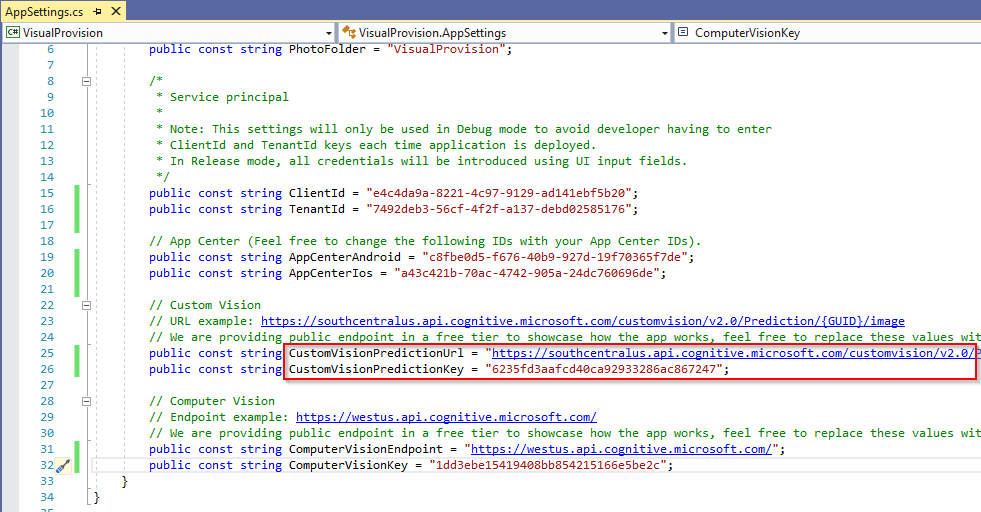 AppSettings.cs
VisualProvision VisualProvision.AppSettings ComputerVisionKey
6 public const string PhotoFolder = "VisualProvision";
7
8 /*
9 * Service principal
10 *
11 * Note: This settings will only be used in Debug mode to avoid developer having to enter
12 * ClientId and TenantId keys each time application is deployed.
13 * In Release mode, all credentials will be introduced using UI input fields.
14 */
15 public const string ClientId = "e4c4da9a-8221-4c97-9129-ad141ebf5b20";
16 public const string TenantId = "7492deb3-56cf-4f2f-a137-debd02585176";
17
18 // App Center (Feel free to change the following IDs with your App Center IDs).
19 public const string AppCenterAndroid = "c8fbe0d5-f676-40b9-927d-19f70365f7de";
20 public const string AppCenterIos = "a43c421b-70ac-4742-905a-24dc760696de";
21
22 // Custom Vision
23 // URL example: https://southcentralus.api.cognitive.microsoft.com/customvision/v2.0/Prediction/{GUID}/image
24 // We are providing public endpoint in a free tier to showcase how the app works, feel free to replace these values wit
25 public const string CustomVisionPredictionUrl = "https://southcentralus.api.cognitive.microsoft.com/customvision/v2.0/
26 public const string CustomVisionPredictionKey = "6235fd3aafcd40ca92933286ac867247";
27
28 // Computer Vision
29 // Endpoint example: https://westus.api.cognitive.microsoft.com/
30 // We are providing public endpoint in a free tier to showcase how the app works, feel free to replace these values wit
31 public const string ComputerVisionEndpoint = "https://westus.api.cognitive.microsoft.com/";
32 public const string ComputerVisionKey = "1dd3ebe15419408bb854215166e5be2c";
33 }
34 }